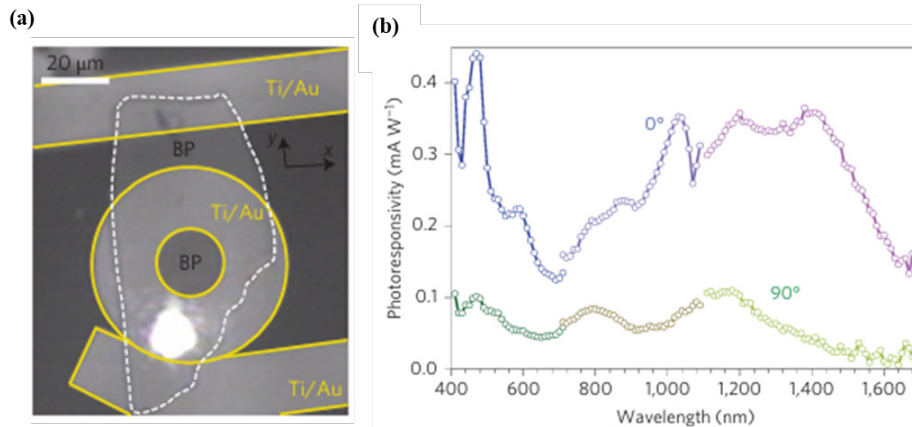 (a)
20 μm
Ti/Au
BP
y
x
Ti/Au
BP
Ti/Au
(b)
Photoresponsivity (mA W⁻¹)
0.4
0.3
0.2
0.1
0.0
0°
90°
400 600 800 1,000 1,200 1,400 1,600
Wavelength (nm)